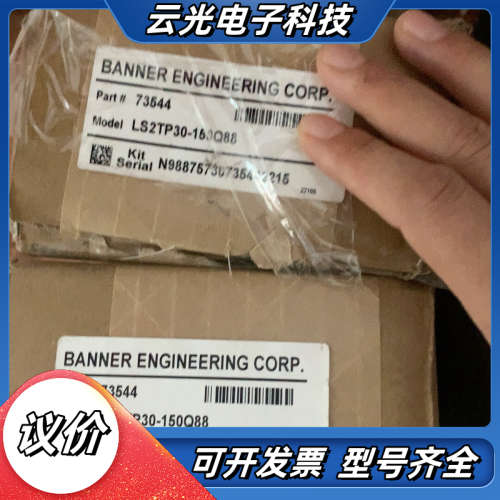 云光电子科技
BANNER ENGINEERING CORP.
Part # 73544
Model LS2TP30-150Q88
Kit
Serial
BANNER ENGINEERING CORP.
73544
P30-150Q88
议价
可开发票 型号齐全